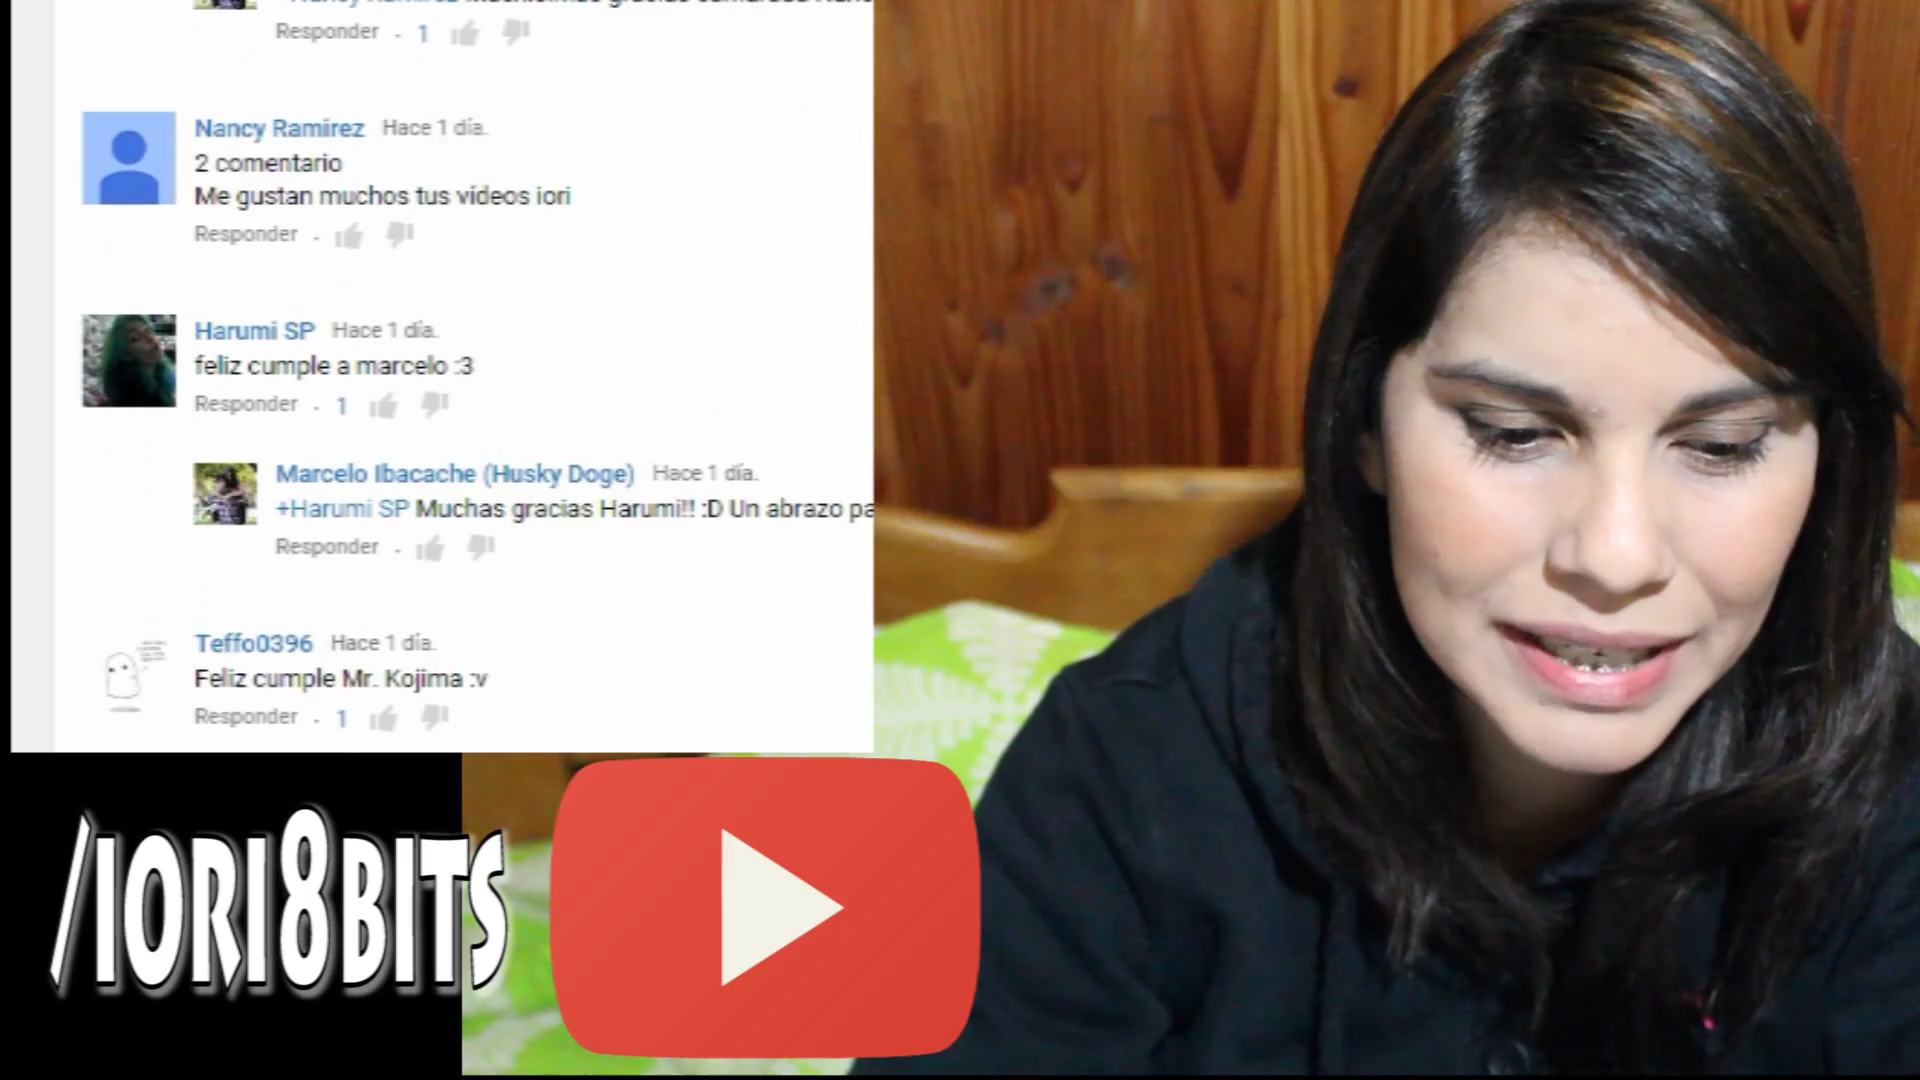 Responder . 1
Nancy Ramirez Hace 1 día.
2 comentario
Me gustan muchos tus vídeos iori
Responder .
Harumi SP Hace 1 día.
feliz cumple a marcelo :3
Responder . 1
Marcelo Ibacache (Husky Doge) Hace 1 día.
+Harumi SP Muchas gracias Harumi!! :D Un abrazo pa
Responder .
Teffo0396 Hace 1 día.
Feliz cumple Mr. Kojima :v
Responder . 1
/IORI8BITS